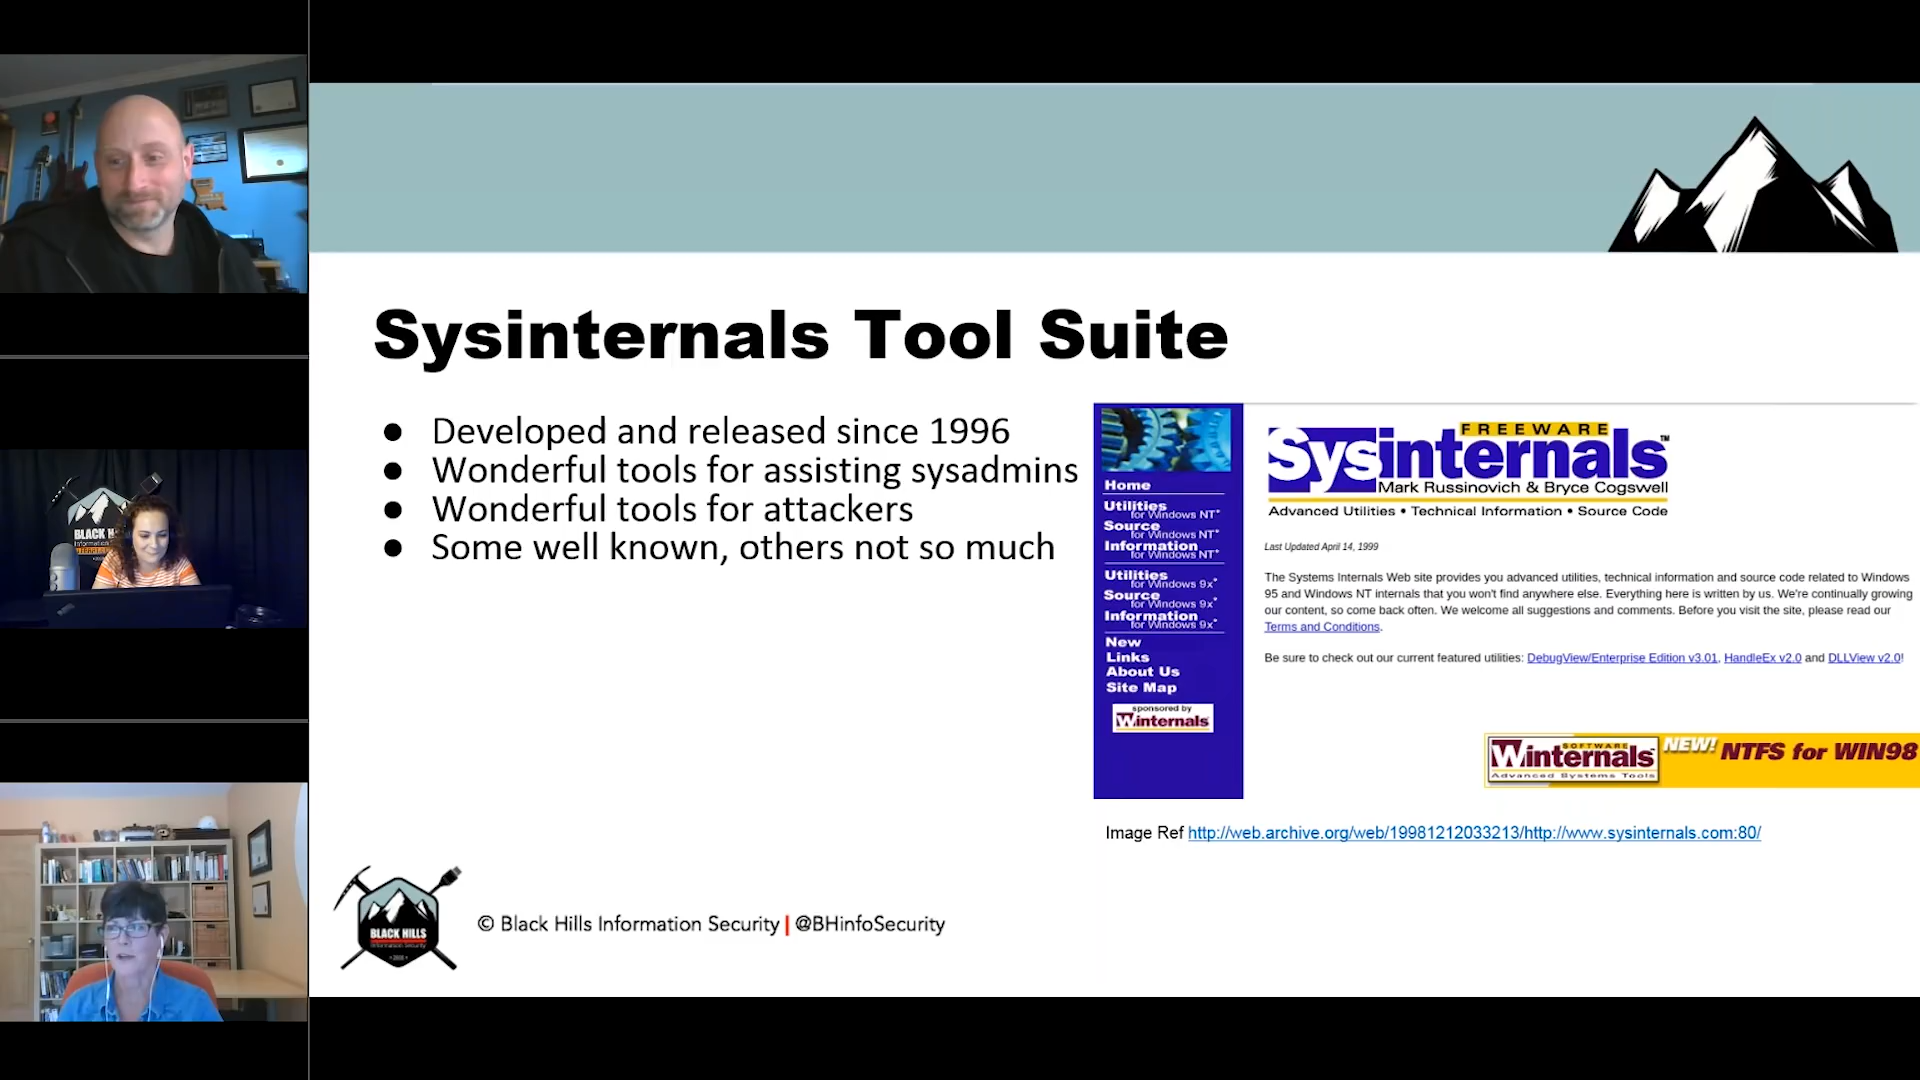 Sysinternals Tool Suite
● Developed and released since 1996
● Wonderful tools for assisting sysadmins
● Wonderful tools for attackers
● Some well known, others not so much
Home
Utilities
for Windows NT*
Source
for Windows NT*
Information
for Windows NT*
Utilities
for Windows 9x*
Source
for Windows 9x*
Information
for Windows 9x*
New
Links
About Us
Site Map
sponsored by
Winternals
FREEWARE
Sysinternals™
Mark Russinovich & Bryce Cogswell
Advanced Utilities • Technical Information • Source Code
Last Updated April 14, 1999
The Systems Internals Web site provides you advanced utilities, technical information and source code related to Windows
95 and Windows NT internals that you won't find anywhere else. Everything here is written by us. We're continually growing
our content, so come back often. We welcome all suggestions and comments. Before you visit the site, please read our
Terms and Conditions.
Be sure to check out our current featured utilities: DebugView/Enterprise Edition v3.01, HandleEx v2.0 and DLLView v2.0!
SOFTWARE
Winternals
Advanced Systems Tools
NEW! NTFS for WIN98
Image Ref http://web.archive.org/web/19981212033213/http://www.sysinternals.com:80/
BLACK HILLS
Information Security
© Black Hills Information Security | @BHinfoSecurity
BLACK H